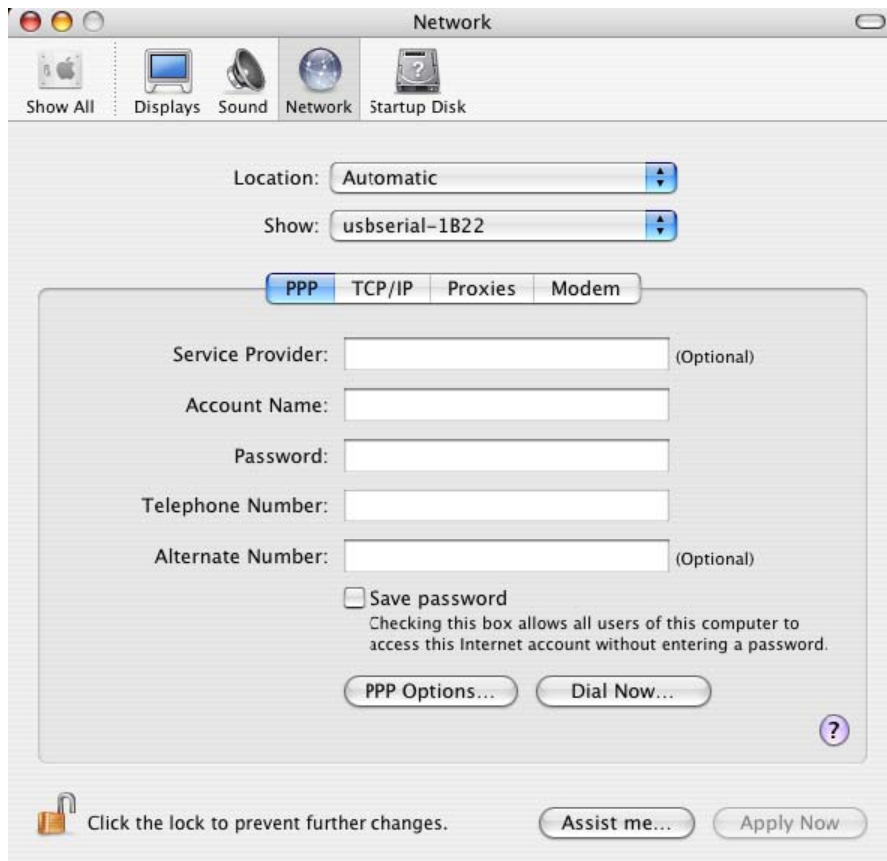 Network
Show All Displays Sound Network Startup Disk
Location: Automatic
Show: usbserial-1B22
PPP TCP/IP Proxies Modem
Service Provider: (Optional)
Account Name:
Password:
Telephone Number:
Alternate Number: (Optional)
Save password
Checking this box allows all users of this computer to
access this Internet account without entering a password.
PPP Options... Dial Now...
?
Click the lock to prevent further changes. Assist me... Apply Now